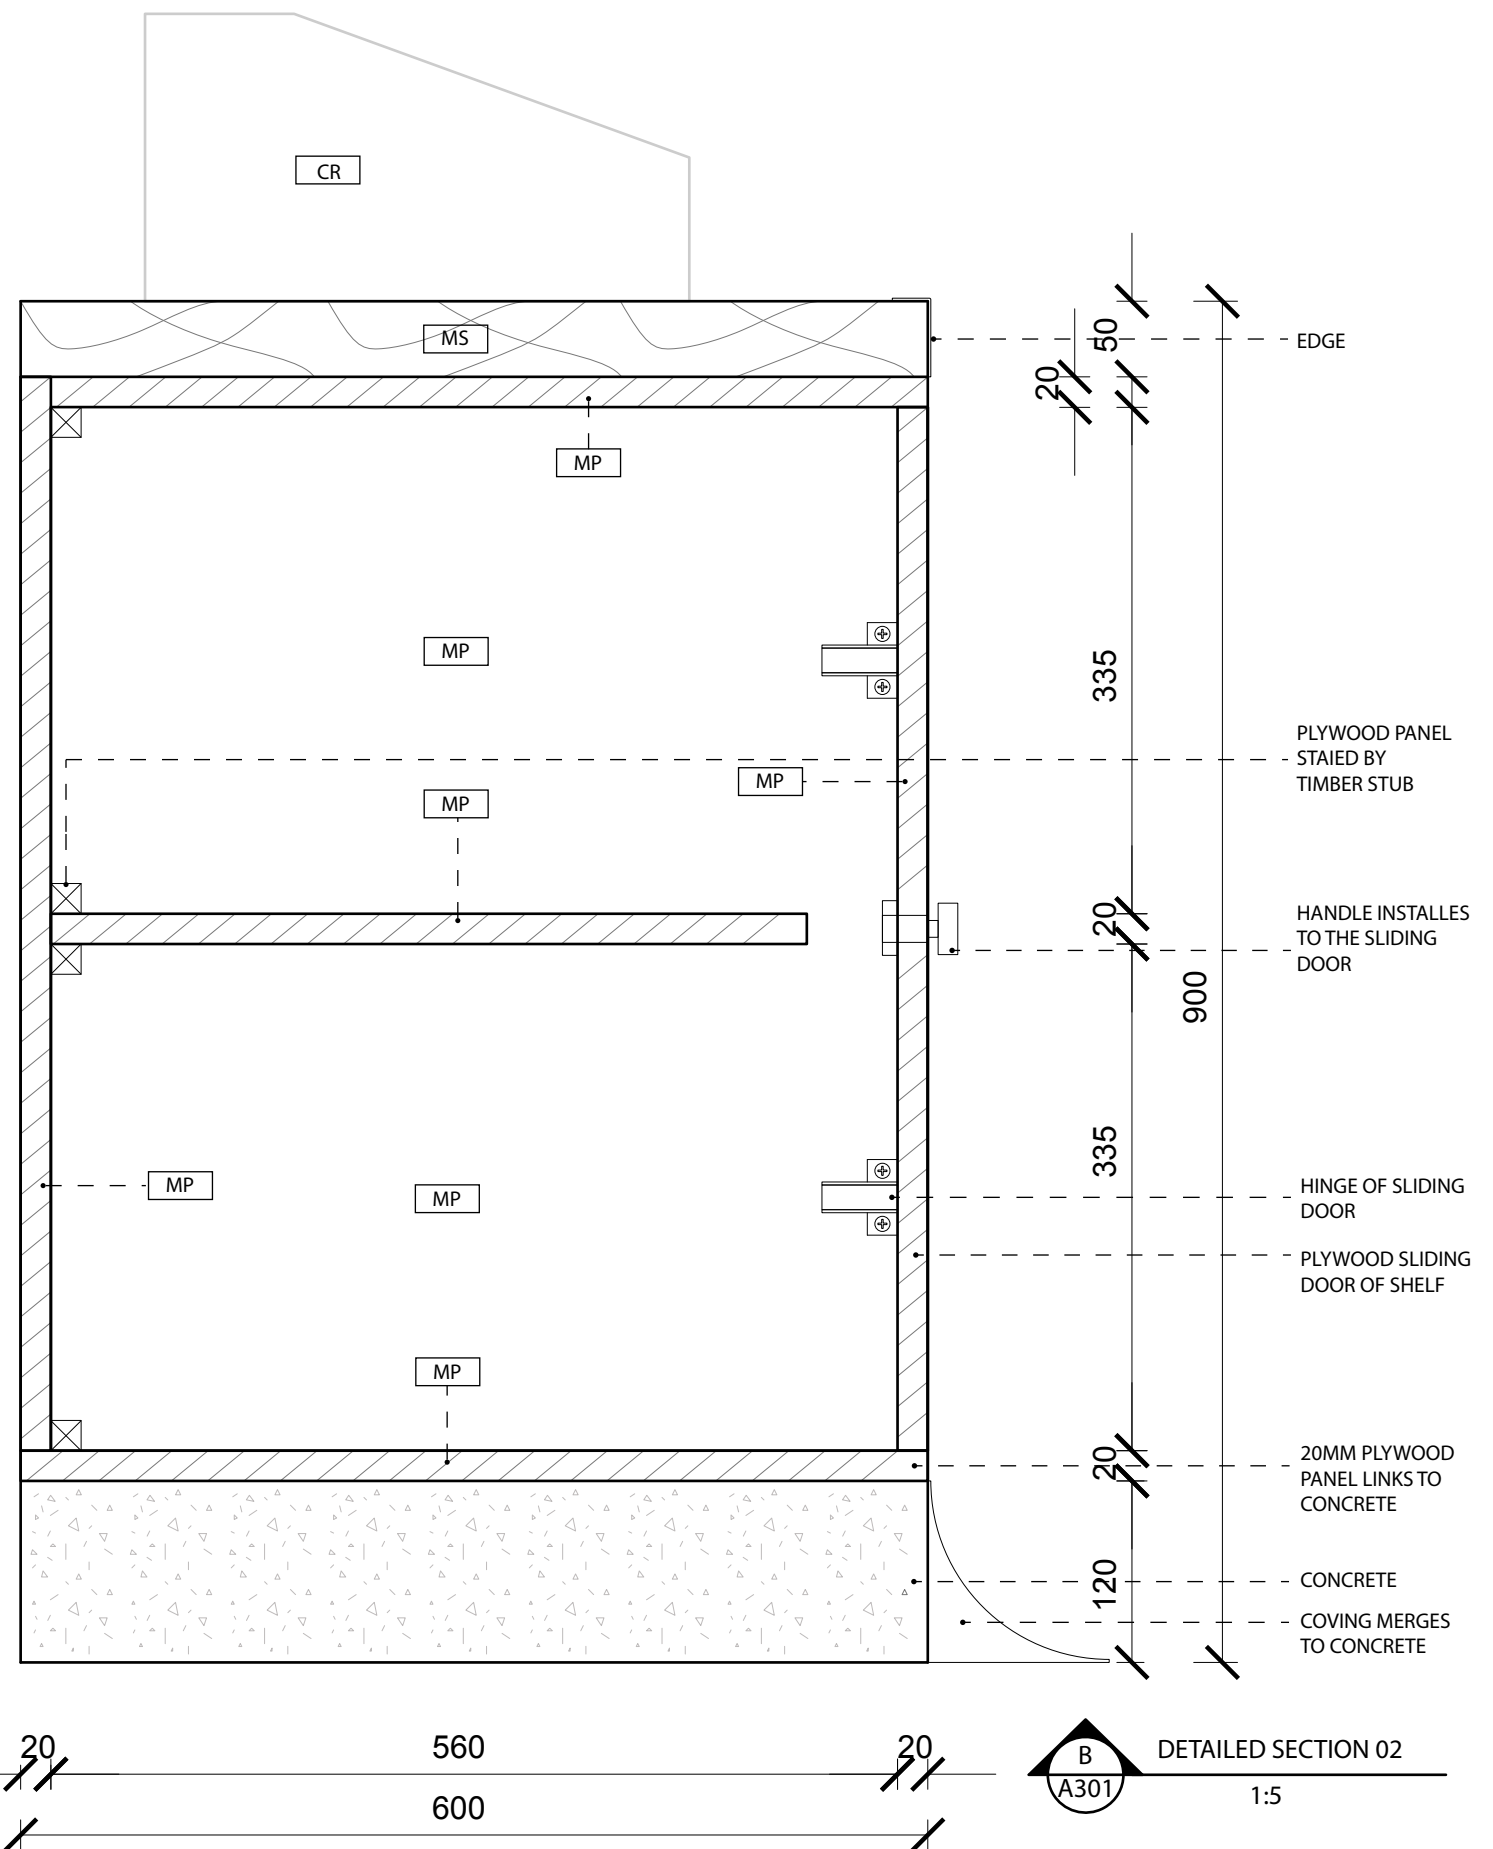 CR
MS
50
EDGE
20
MP
MP
335
PLYWOOD PANEL
STAIED BY
TIMBER STUB
MP
MP
20
HANDLE INSTALLES
TO THE SLIDING
DOOR
900
335
MP
MP
HINGE OF SLIDING
DOOR
PLYWOOD SLIDING
DOOR OF SHELF
MP
20
20MM PLYWOOD
PANEL LINKS TO
CONCRETE
120
CONCRETE
COVING MERGES
TO CONCRETE
20
560
20
600
B
A301
DETAILED SECTION 02
1:5